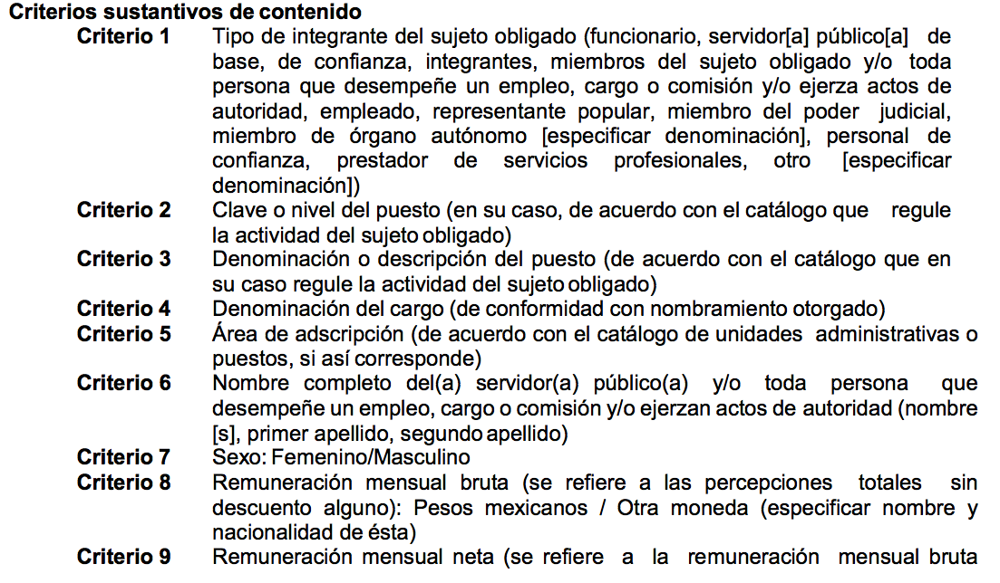 Criterios sustantivos de contenido
Criterio 1 Tipo de integrante del sujeto obligado (funcionario, servidor[a] público[a] de
base, de confianza, integrantes, miembros del sujeto obligado y/o toda
persona que desempeñe un empleo, cargo o comisión y/o ejerza actos de
autoridad, empleado, representante popular, miembro del poder judicial,
miembro de órgano autónomo [especificar denominación], personal de
confianza, prestador de servicios profesionales, otro [especificar
denominación])
Criterio 2 Clave o nivel del puesto (en su caso, de acuerdo con el catálogo que regule
la actividad del sujeto obligado)
Criterio 3 Denominación o descripción del puesto (de acuerdo con el catálogo que en
su caso regule la actividad del sujeto obligado)
Criterio 4 Denominación del cargo (de conformidad con nombramiento otorgado)
Criterio 5 Área de adscripción (de acuerdo con el catálogo de unidades administrativas o
puestos, si así corresponde)
Criterio 6 Nombre completo del(a) servidor(a) público(a) y/o toda persona que
desempeñe un empleo, cargo o comisión y/o ejerzan actos de autoridad (nombre
[s], primer apellido, segundo apellido)
Criterio 7 Sexo: Femenino/Masculino
Criterio 8 Remuneración mensual bruta (se refiere a las percepciones totales sin
descuento alguno): Pesos mexicanos / Otra moneda (especificar nombre y
nacionalidad de ésta)
Criterio 9 Remuneración mensual neta (se refiere a la remuneración mensual bruta